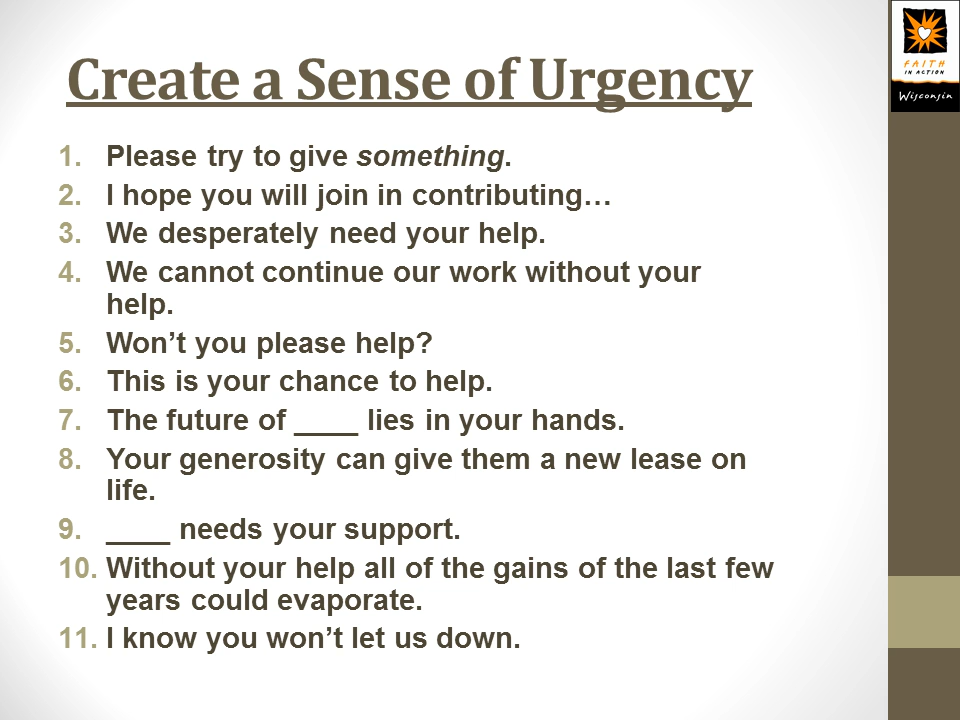 Create a Sense of Urgency
FAITH
IN ACTION
Wisconsin
1. Please try to give something.
2. I hope you will join in contributing…
3. We desperately need your help.
4. We cannot continue our work without your
help.
5. Won’t you please help?
6. This is your chance to help.
7. The future of ____ lies in your hands.
8. Your generosity can give them a new lease on
life.
9. ____ needs your support.
10. Without your help all of the gains of the last few
years could evaporate.
11. I know you won’t let us down.